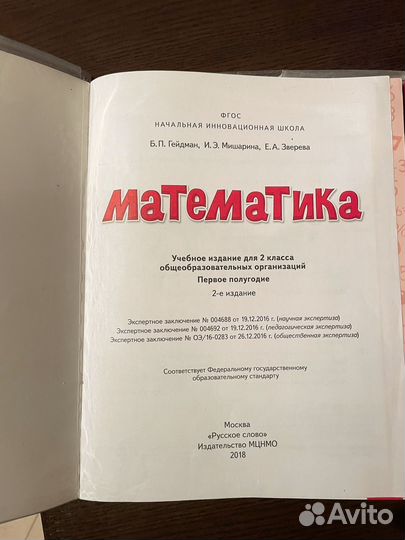 ФГОС
НАЧАЛЬНАЯ ИННОВАЦИОННАЯ ШКОЛА
Б.П. Гейдман, И.Э. Мишарина, Е.А. Зверева
математика
Учебное издание для 2 класса
общеобразовательных организаций
Первое полугодие
2-е издание
Экспертное заключение № 004688 от 19.12.2016 г. (научная экспертиза)
Экспертное заключение № 004692 от 19.12.2016 г. (педагогическая экспертиза)
Экспертное заключение № ОЭ/16-0283 от 26.12.2016 г. (общественная экспертиза)
Соответствует Федеральному государственному
образовательному стандарту
Москва
«Русское слово»
Издательство МЦНМО
2018
Avito